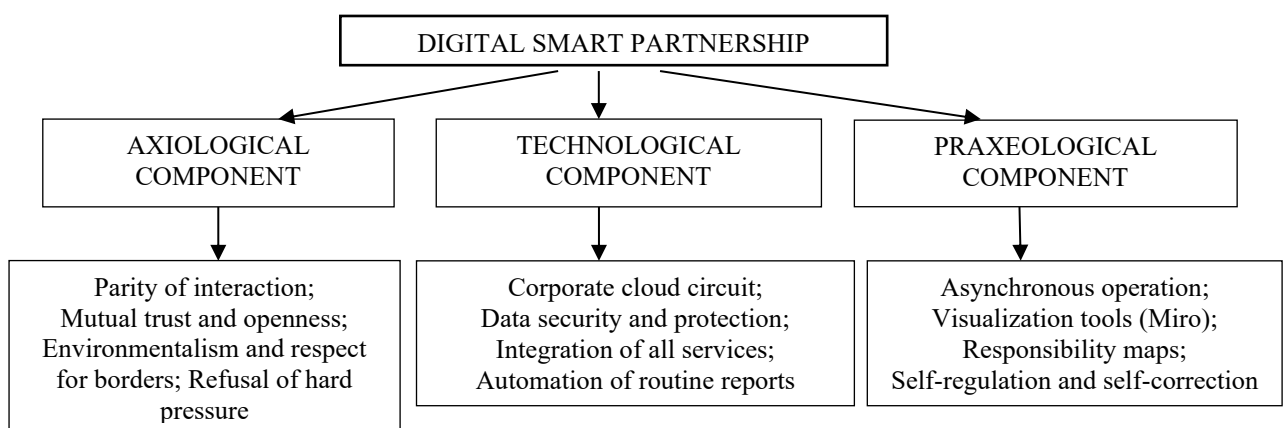 DIGITAL SMART PARTNERSHIP
AXIOLOGICAL
COMPONENT
TECHNOLOGICAL
COMPONENT
PRAXEOLOGICAL
COMPONENT
Parity of interaction;
Mutual trust and openness;
Environmentalism and respect
for borders; Refusal of hard
pressure
Corporate cloud circuit;
Data security and protection;
Integration of all services;
Automation of routine reports
Asynchronous operation;
Visualization tools (Miro);
Responsibility maps;
Self-regulation and self-correction